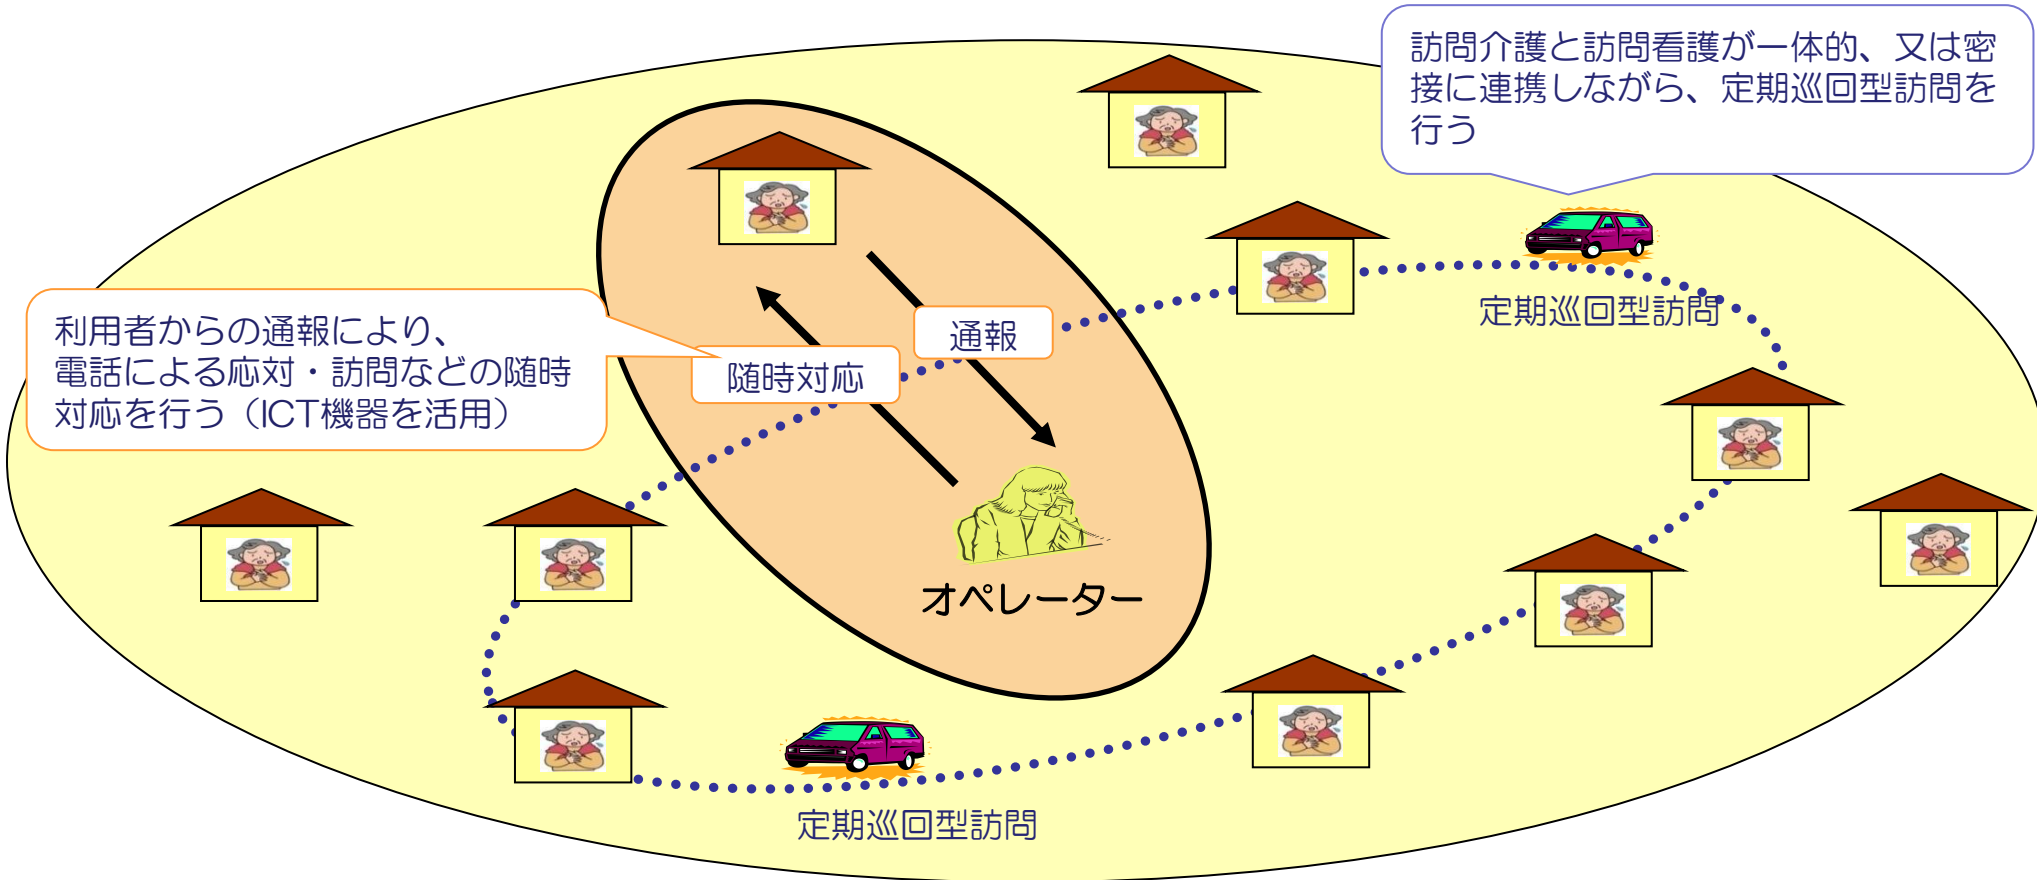 訪問介護と訪問看護が一体的、又は密
接に連携しながら、定期巡回型訪問を
行う
定期巡回型訪問
利用者からの通報により、
電話による応対・訪問などの随時
対応を行う（ICT機器を活用）
通報
随時対応
オペレーター
定期巡回型訪問